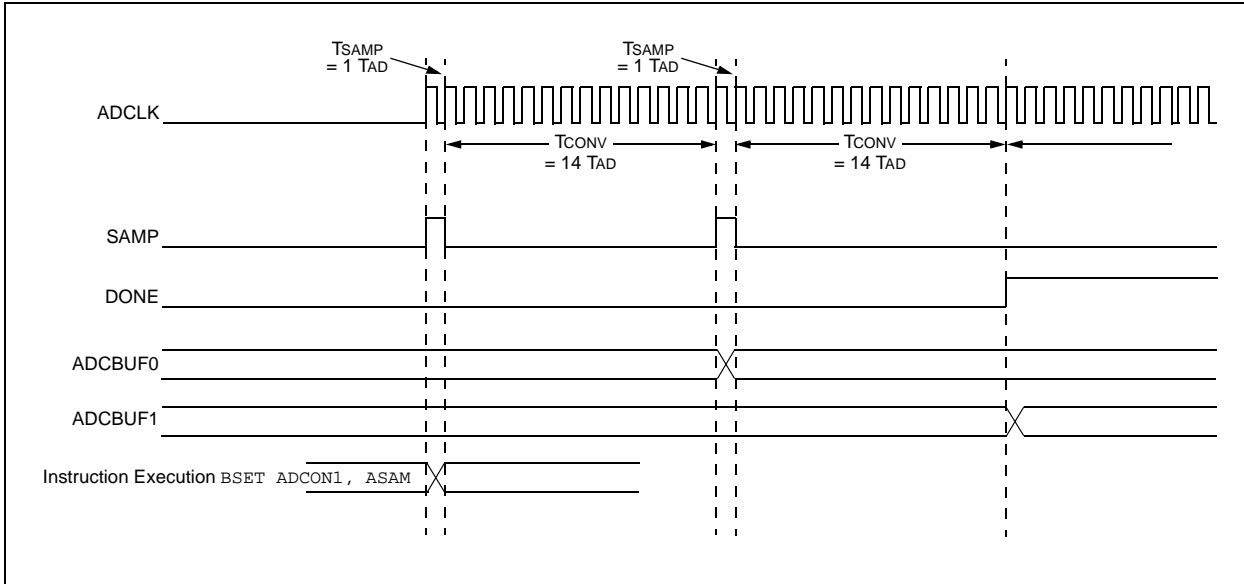 TSAMP
= 1 TAD
TSAMP
= 1 TAD
ADCLK
TCONV
= 14 TAD
TCONV
= 14 TAD
SAMP
DONE
ADCBUF0
ADCBUF1
Instruction Execution BSET ADCON1, ASAM